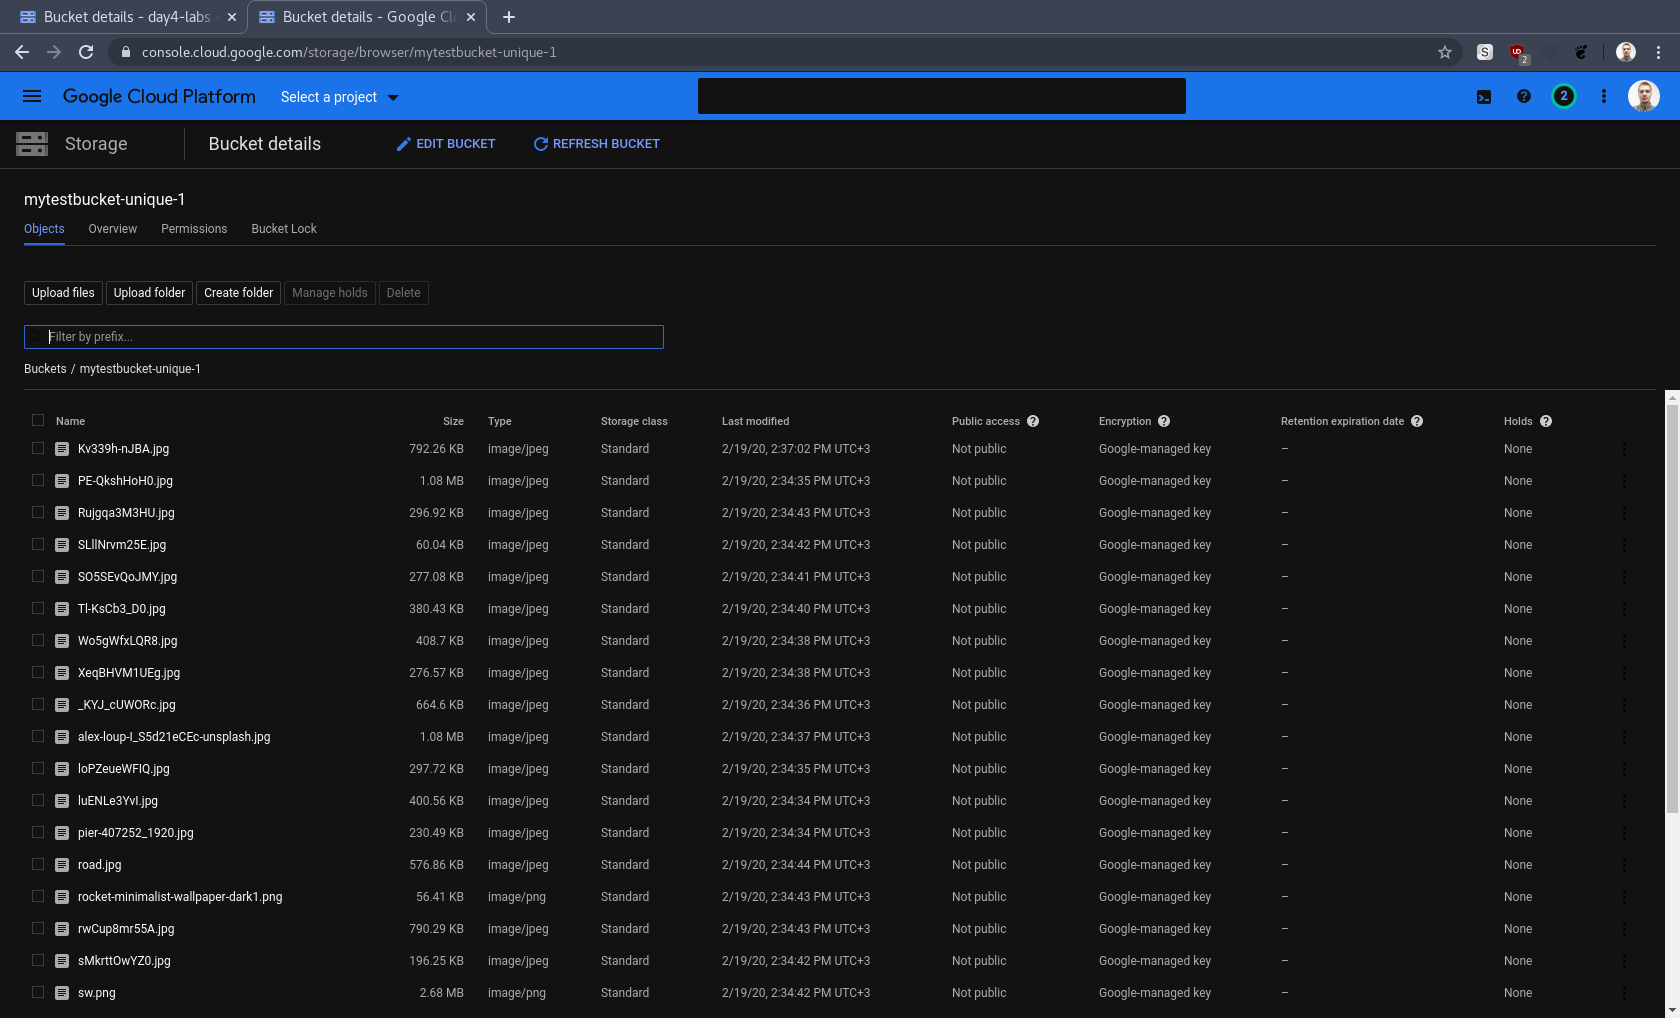 Bucket details - day4-labs
Bucket details - Google Clo
console.cloud.google.com/storage/browser/mytestbucket-unique-1
S
2
Google Cloud Platform
Select a project
2
Storage
Bucket details
EDIT BUCKET
REFRESH BUCKET
mytestbucket-unique-1
Objects Overview Permissions Bucket Lock
Upload files Upload folder Create folder Manage holds Delete
Filter by prefix...
Buckets / mytestbucket-unique-1
Name Size Type Storage class Last modified Public access Encryption Retention expiration date Holds
Kv339h-nJBA.jpg 792.26 KB image/jpeg Standard 2/19/20, 2:37:02 PM UTC+3 Not public Google-managed key – None
PE-QkshHoH0.jpg 1.08 MB image/jpeg Standard 2/19/20, 2:34:35 PM UTC+3 Not public Google-managed key – None
Rujgqa3M3HU.jpg 296.92 KB image/jpeg Standard 2/19/20, 2:34:43 PM UTC+3 Not public Google-managed key – None
SLllNrvm25E.jpg 60.04 KB image/jpeg Standard 2/19/20, 2:34:42 PM UTC+3 Not public Google-managed key – None
SO5SEvQoJMY.jpg 277.08 KB image/jpeg Standard 2/19/20, 2:34:41 PM UTC+3 Not public Google-managed key – None
Tl-KsCb3_D0.jpg 380.43 KB image/jpeg Standard 2/19/20, 2:34:40 PM UTC+3 Not public Google-managed key – None
Wo5gWfxLQR8.jpg 408.7 KB image/jpeg Standard 2/19/20, 2:34:38 PM UTC+3 Not public Google-managed key – None
XeqBHVM1UEg.jpg 276.57 KB image/jpeg Standard 2/19/20, 2:34:38 PM UTC+3 Not public Google-managed key – None
_KYJ_cUWORc.jpg 664.6 KB image/jpeg Standard 2/19/20, 2:34:36 PM UTC+3 Not public Google-managed key – None
alex-loup-I_S5d21eCEc-unsplash.jpg 1.08 MB image/jpeg Standard 2/19/20, 2:34:37 PM UTC+3 Not public Google-managed key – None
loPZeueWFIQ.jpg 297.72 KB image/jpeg Standard 2/19/20, 2:34:35 PM UTC+3 Not public Google-managed key – None
luENLe3YvI.jpg 400.56 KB image/jpeg Standard 2/19/20, 2:34:34 PM UTC+3 Not public Google-managed key – None
pier-407252_1920.jpg 230.49 KB image/jpeg Standard 2/19/20, 2:34:34 PM UTC+3 Not public Google-managed key – None
road.jpg 576.86 KB image/jpeg Standard 2/19/20, 2:34:44 PM UTC+3 Not public Google-managed key – None
rocket-minimalist-wallpaper-dark1.png 56.41 KB image/png Standard 2/19/20, 2:34:43 PM UTC+3 Not public Google-managed key – None
rwCup8mr55A.jpg 790.29 KB image/jpeg Standard 2/19/20, 2:34:43 PM UTC+3 Not public Google-managed key – None
sMkrttOwYZ0.jpg 196.25 KB image/jpeg Standard 2/19/20, 2:34:42 PM UTC+3 Not public Google-managed key – None
sw.png 2.68 MB image/png Standard 2/19/20, 2:34:42 PM UTC+3 Not public Google-managed key – None